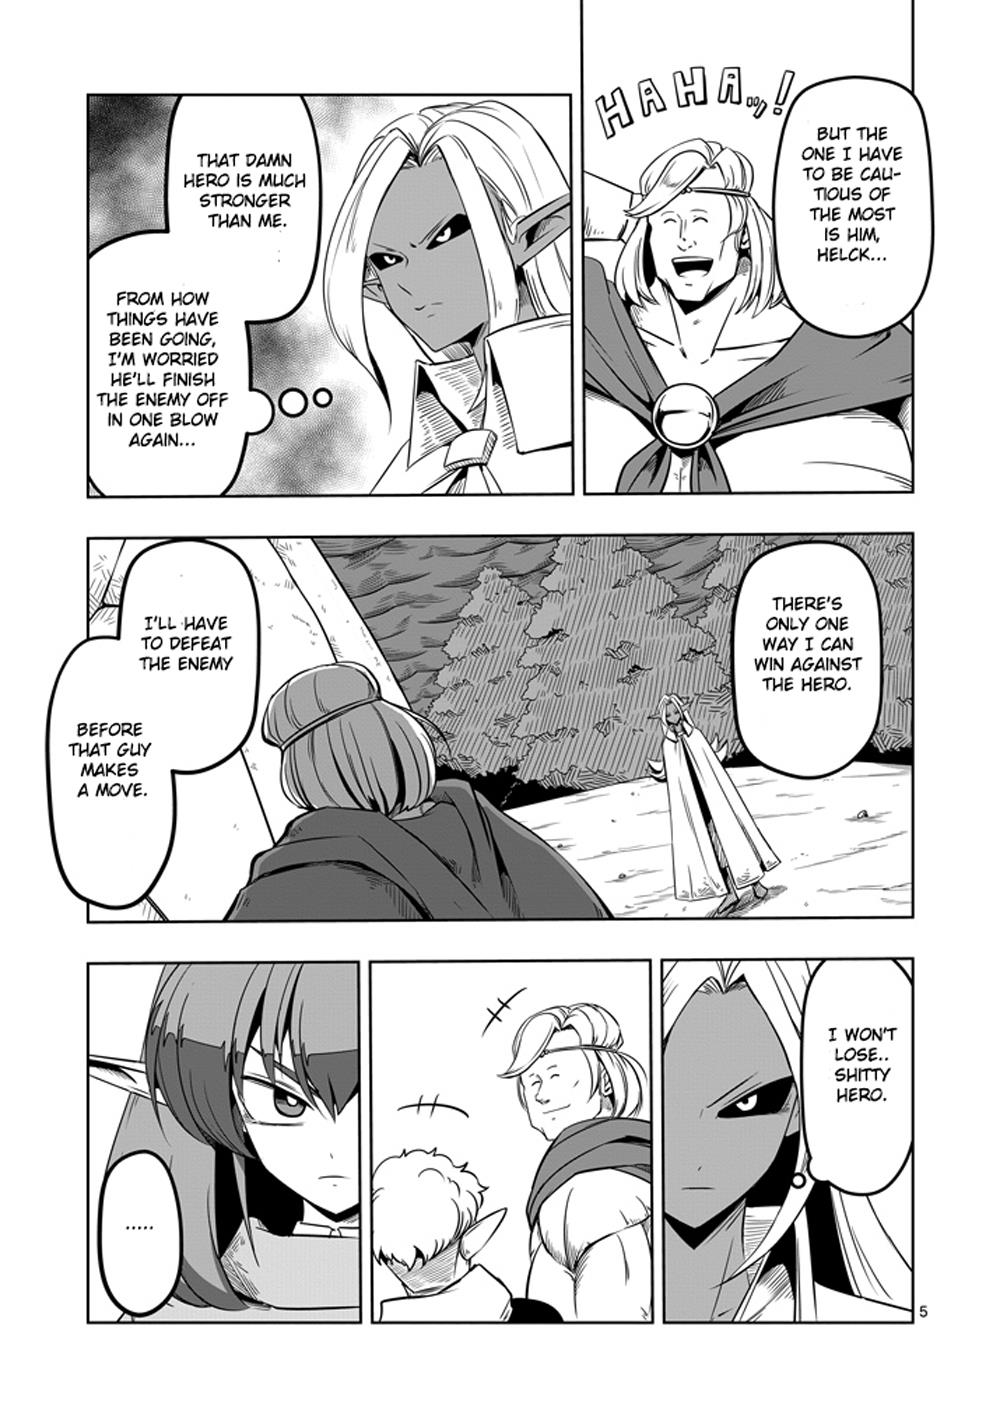 HAHA...!
BUT THE
ONE I HAVE
TO BE CAU-
TIOUS OF
THE MOST
IS HIM,
HELCK...
THAT DAMN
HERO IS MUCH
STRONGER
THAN ME.
FROM HOW
THINGS HAVE
BEEN GOING,
I'M WORRIED
HE'LL FINISH
THE ENEMY OFF
IN ONE BLOW
AGAIN...
THERE'S
ONLY ONE
WAY I CAN
WIN AGAINST
THE HERO.
I'LL HAVE
TO DEFEAT
THE ENEMY
BEFORE
THAT GUY
MAKES
A MOVE.
I WON'T
LOSE..
SHITTY
HERO.
.....
5